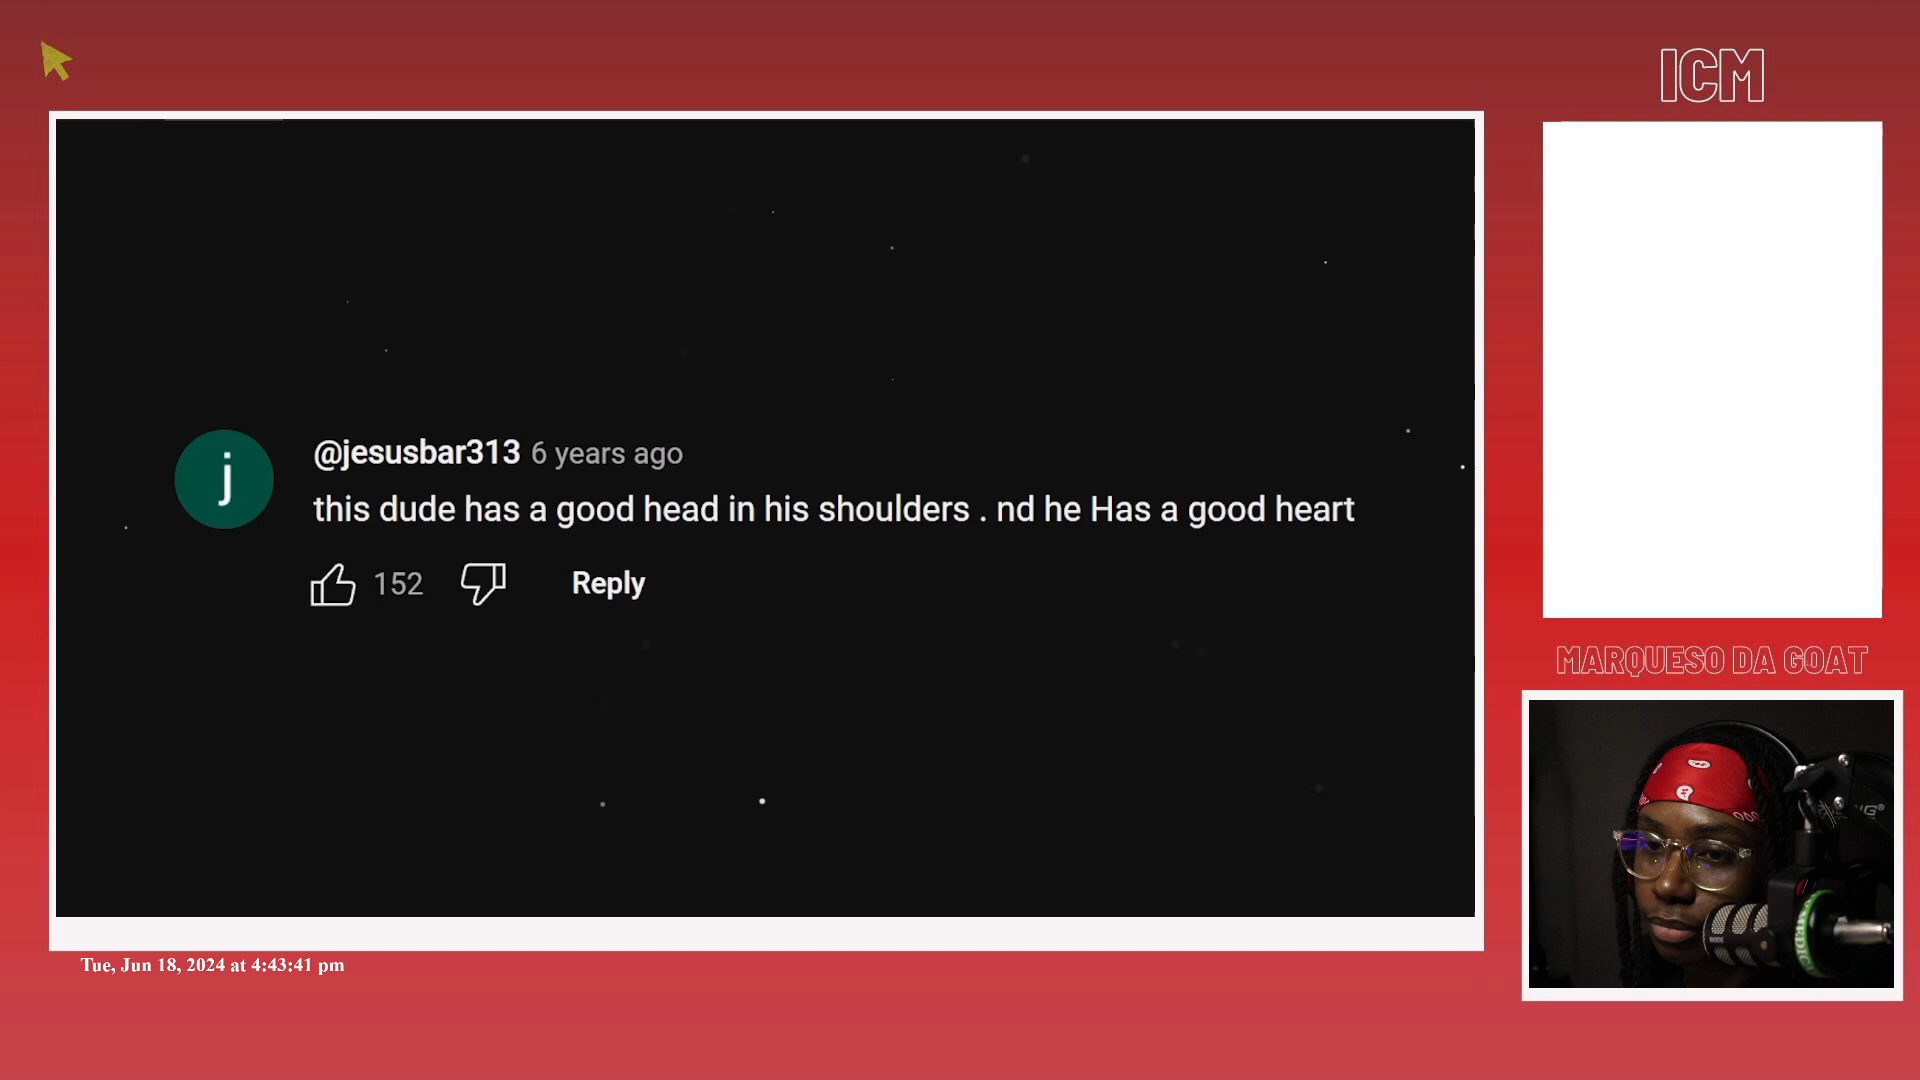 ICM
@jesusbar313 6 years ago
j
this dude has a good head in his shoulders . nd he Has a good heart
152
Reply
MARQUESO DA GOAT
RODE
Tue, Jun 18, 2024 at 4:43:41 pm